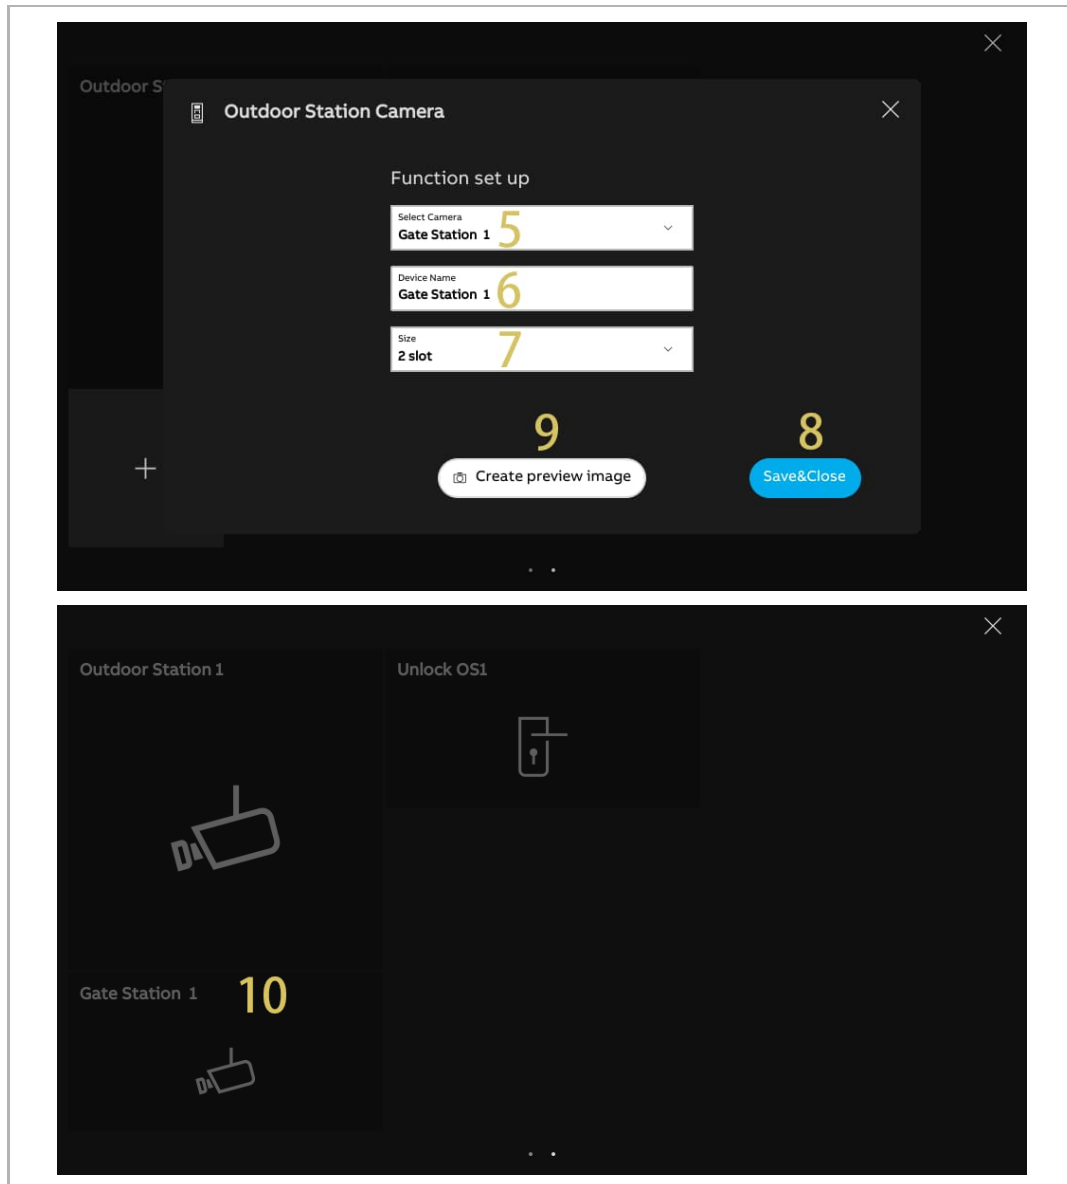 Outdoor S
Outdoor Station Camera
Function set up
Select Camera
Gate Station 1
5
Device Name
Gate Station 1
6
Size
2 slot
7
9
8
Create preview image
Save&Close
Outdoor Station 1
Unlock OS1
Gate Station 1
10